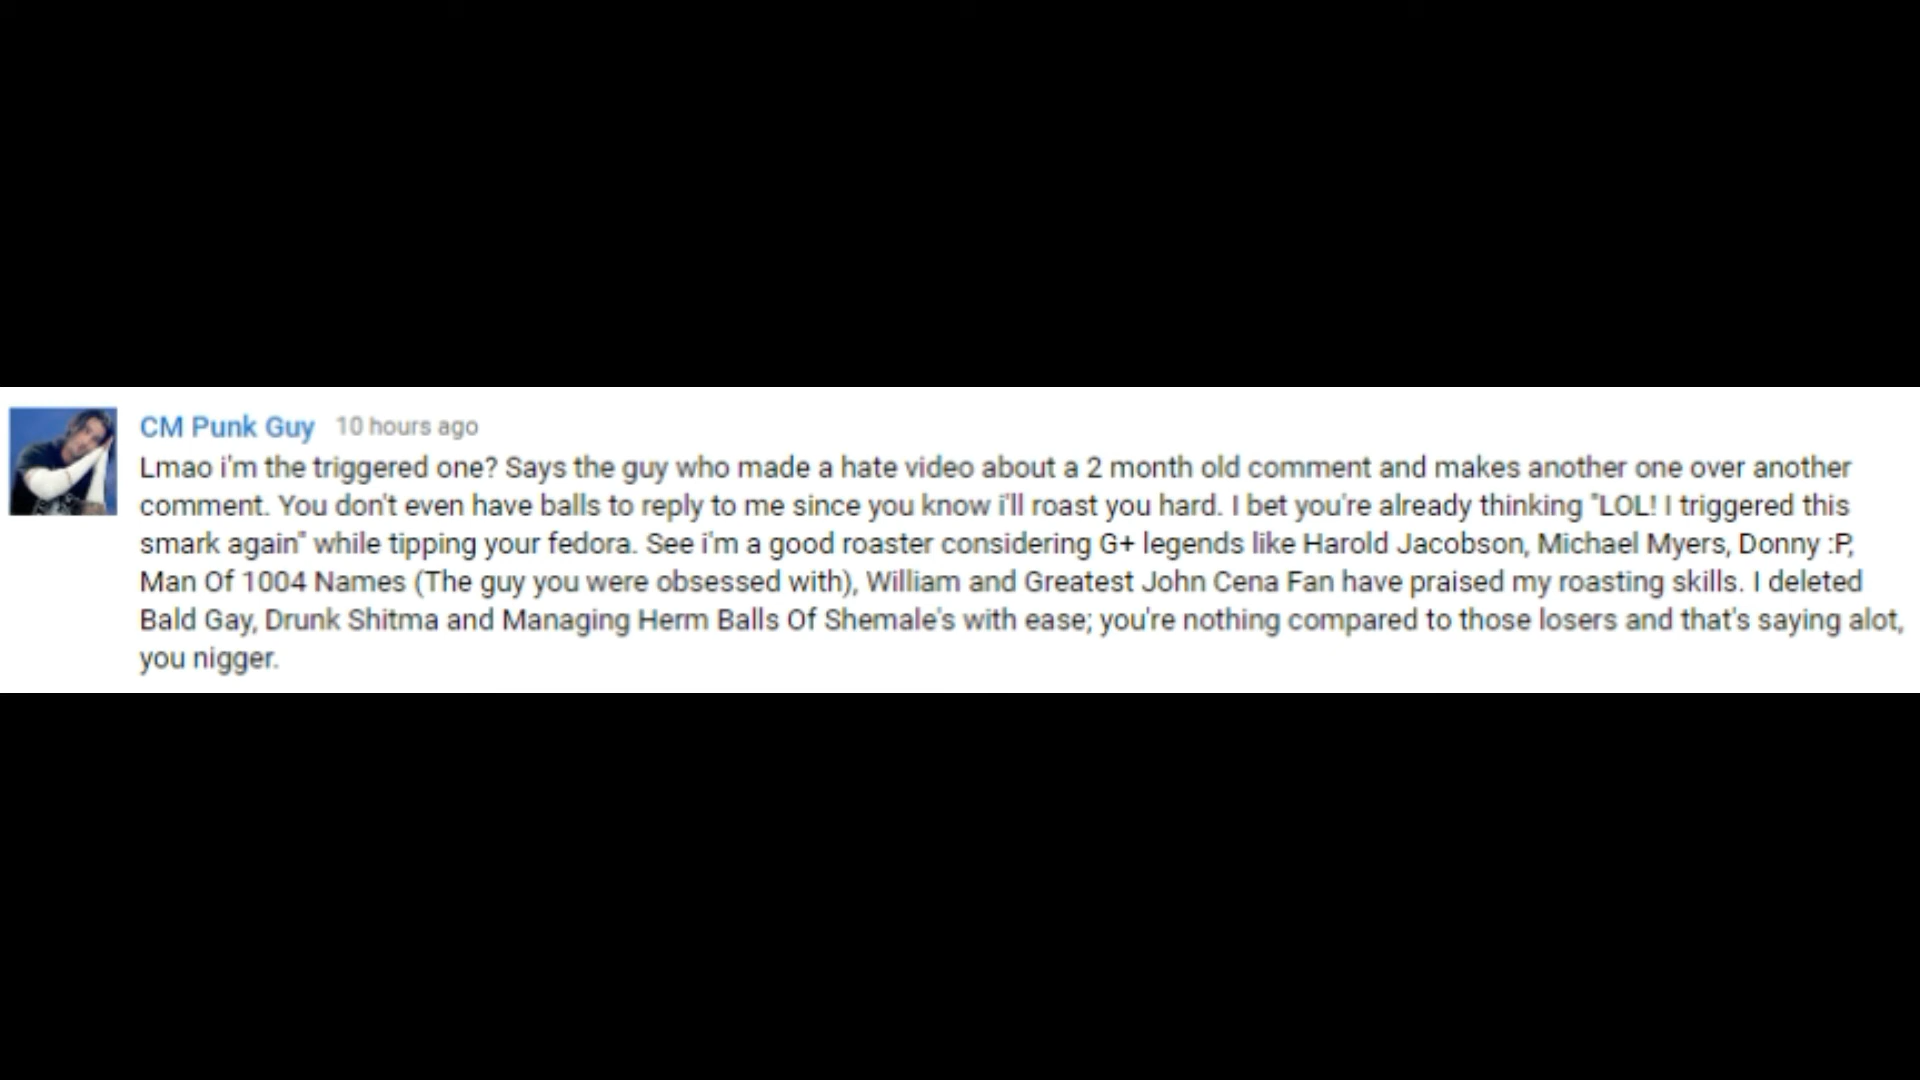 CM Punk Guy 10 hours ago
Lmao i'm the triggered one? Says the guy who made a hate video about a 2 month old comment and makes another one over another
comment. You don't even have balls to reply to me since you know i'll roast you hard. I bet you're already thinking "LOL! I triggered this
smark again" while tipping your fedora. See i'm a good roaster considering G+ legends like Harold Jacobson, Michael Myers, Donny :P,
Man Of 1004 Names (The guy you were obsessed with), William and Greatest John Cena Fan have praised my roasting skills. I deleted
Bald Gay, Drunk Shitma and Managing Herm Balls Of Shemale's with ease; you're nothing compared to those losers and that's saying alot,
you nigger.